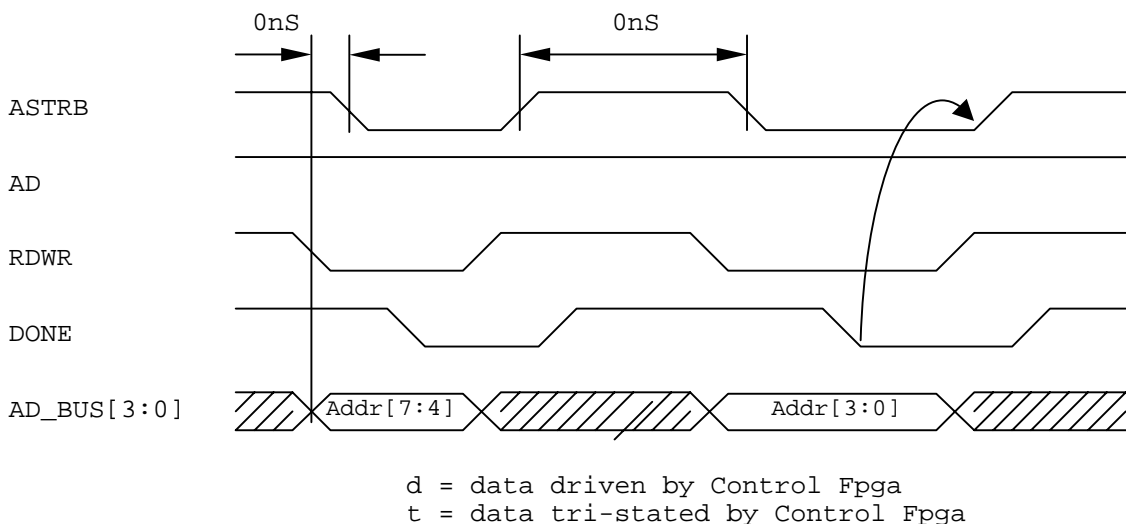 0nS 0nS
ASTRB
AD
RDWR
DONE
AD_BUS[3:0] Addr[7:4] Addr[3:0]
d = data driven by Control Fpga
t = data tri-stated by Control Fpga